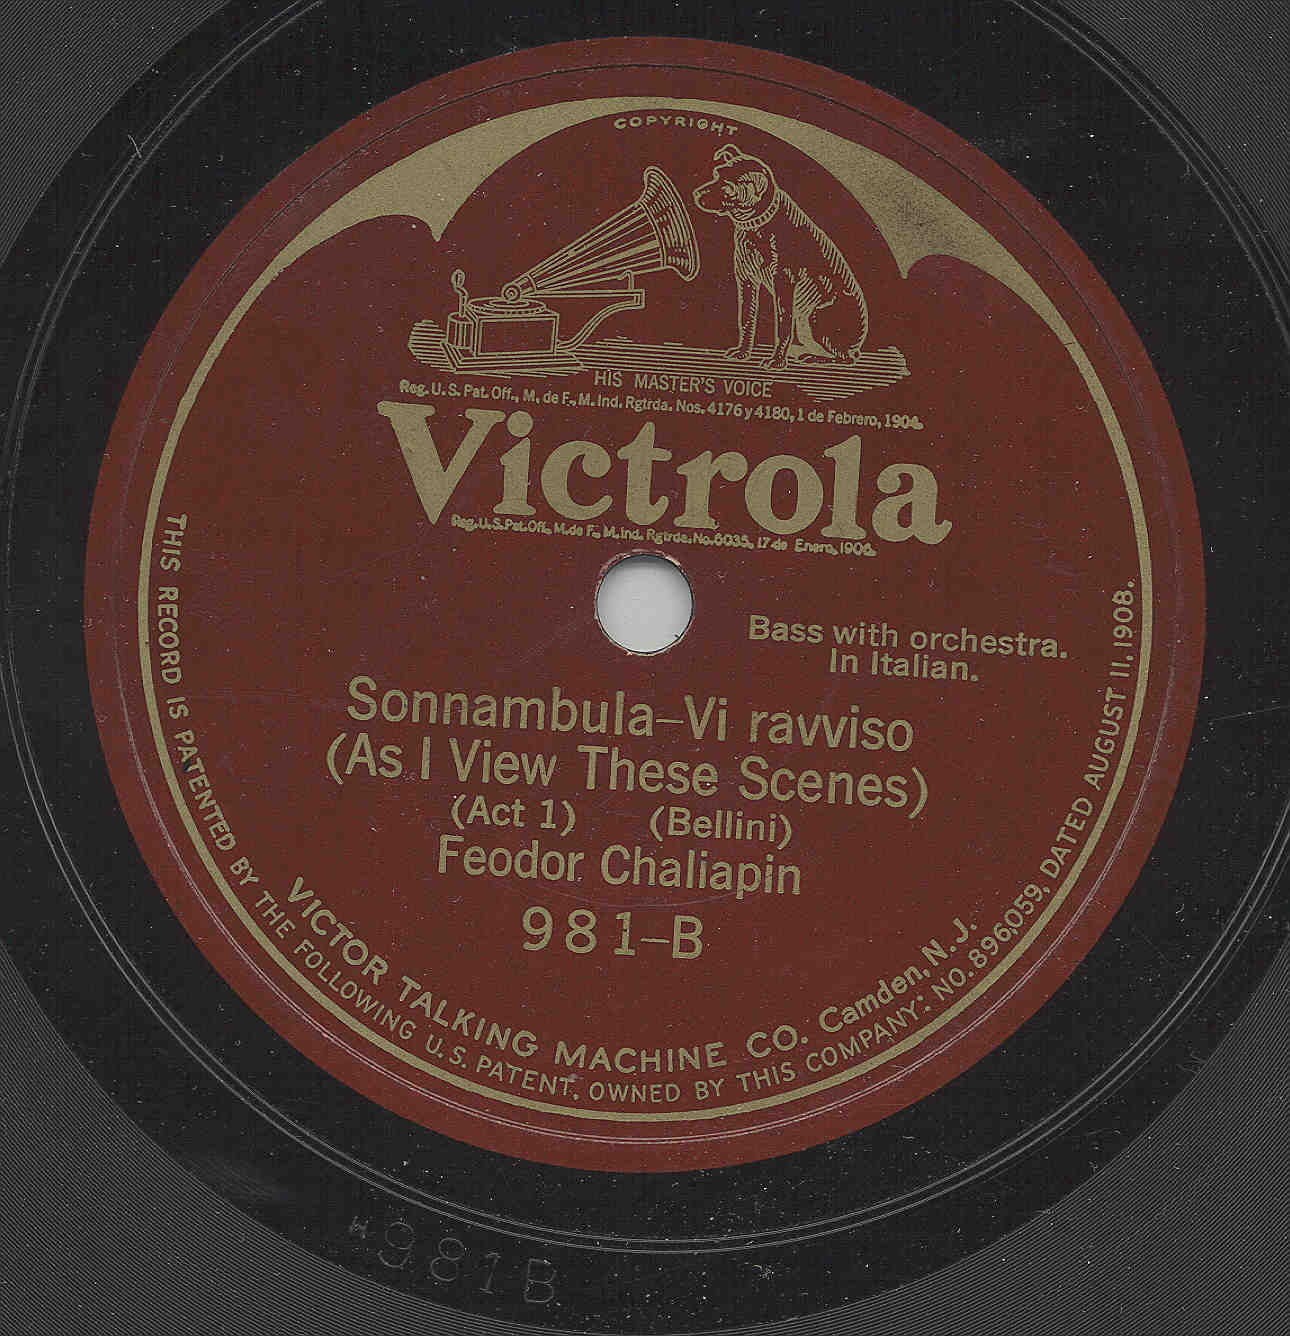 COPYRIGHT
HIS MASTER'S VOICE
Reg. U.S. Pat. Off., M. de F., M. Ind. Rgtrda. Nos. 4176 y 4180, 1 de Febrero, 1904
Victrola
Reg. U.S. Pat. Off., M. de F., M. Ind. Rgtrda. No. 6035, 17 de Enero, 1906
Bass with orchestra.
In Italian.
Sonnambula–Vi ravviso
(As I View These Scenes)
(Act 1) (Bellini)
Feodor Chaliapin
981–B
VICTOR TALKING MACHINE CO. Camden, N.J.
THIS RECORD IS PATENTED BY THE FOLLOWING U.S. PATENT, OWNED BY THIS COMPANY: NO. 896,059, DATED AUGUST 11, 1908.
981B